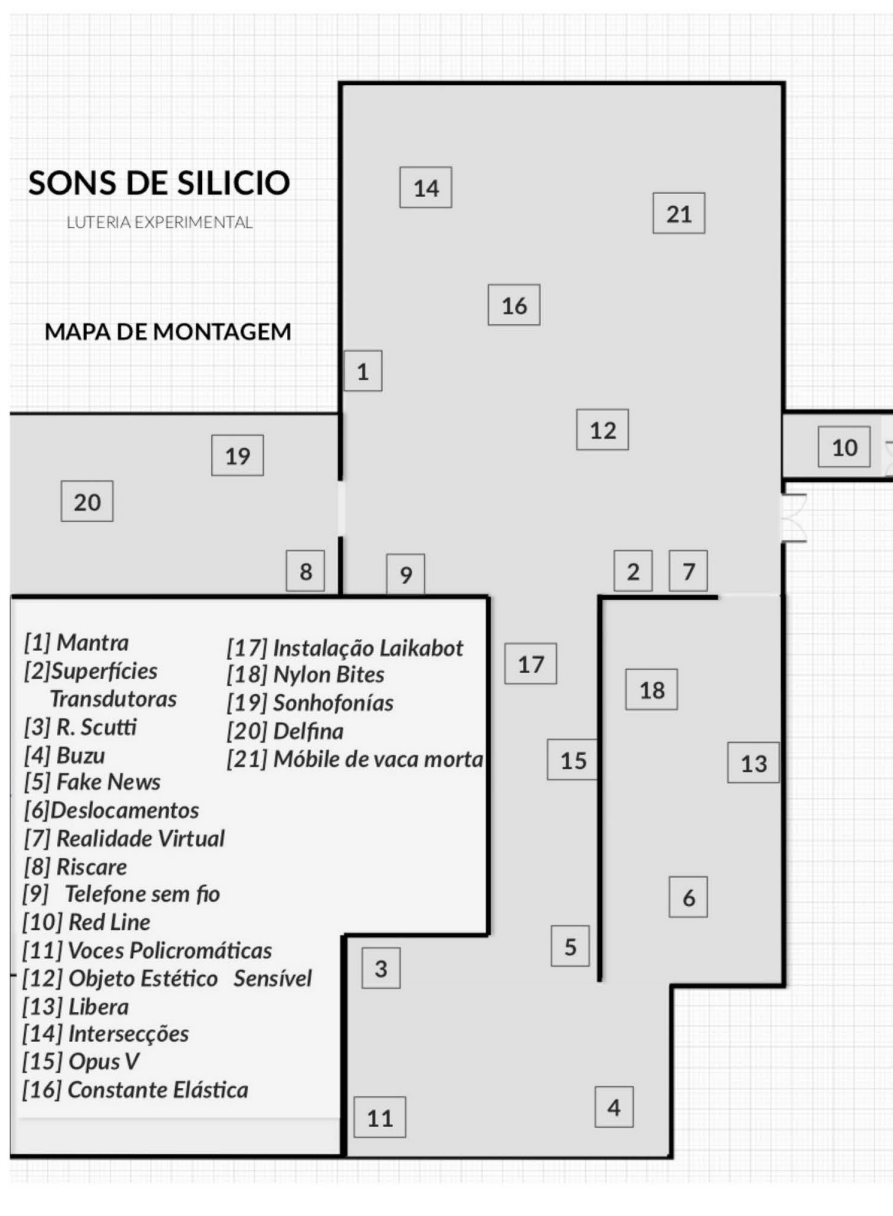 SONS DE SILICIO
LUTERIA EXPERIMENTAL
MAPA DE MONTAGEM
14
21
16
1
12
10
19
20
8
9
2
7
17
18
15
13
6
5
3
11
4
[1] Mantra
[2]Superfícies
Transdutoras
[3] R. Scutti
[4] Buzu
[5] Fake News
[6]Deslocamentos
[7] Realidade Virtual
[8] Riscare
[9] Telefone sem fio
[10] Red Line
[11] Voces Policromáticas
[12] Objeto Estético Sensível
[13] Libera
[14] Intersecções
[15] Opus V
[16] Constante Elástica
[17] Instalação Laikabot
[18] Nylon Bites
[19] Sonhofonías
[20] Delfina
[21] Móbile de vaca morta